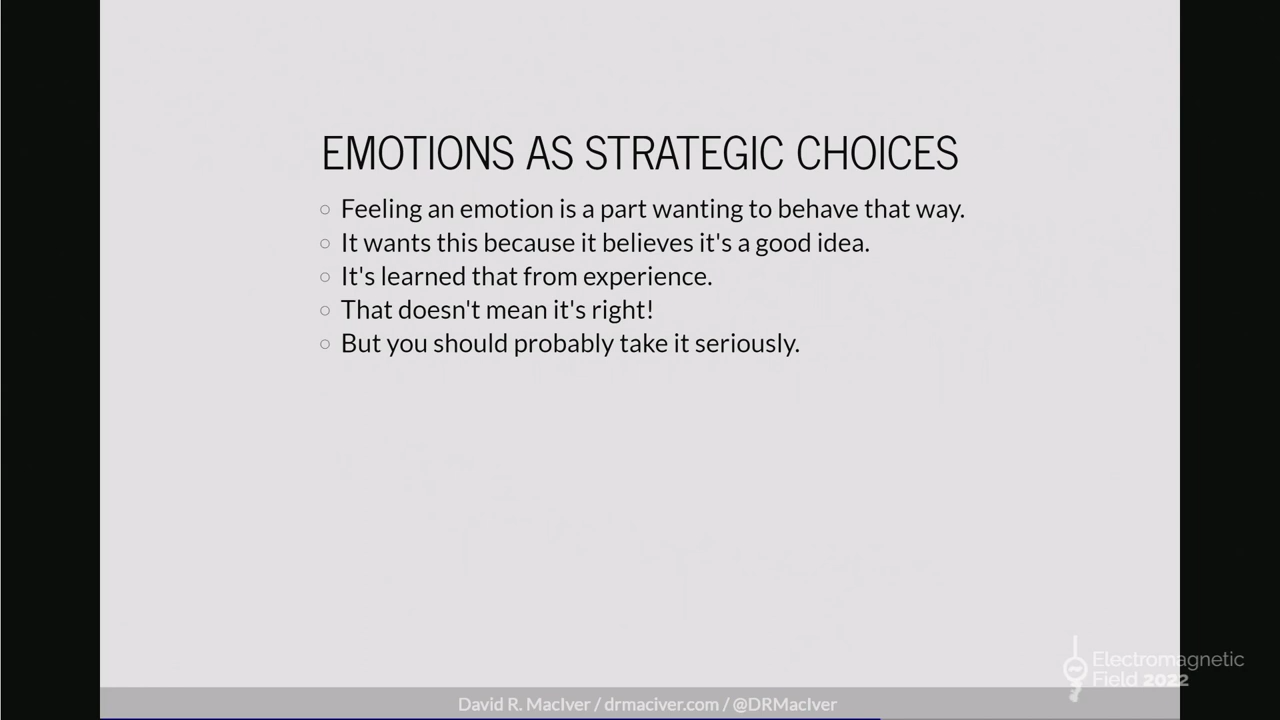 EMOTIONS AS STRATEGIC CHOICES
Feeling an emotion is a part wanting to behave that way.
It wants this because it believes it's a good idea.
It's learned that from experience.
That doesn't mean it's right!
But you should probably take it seriously.
Electromagnetic
Field 2022
David R. MacIver / drmaciver.com / @DRMacIver